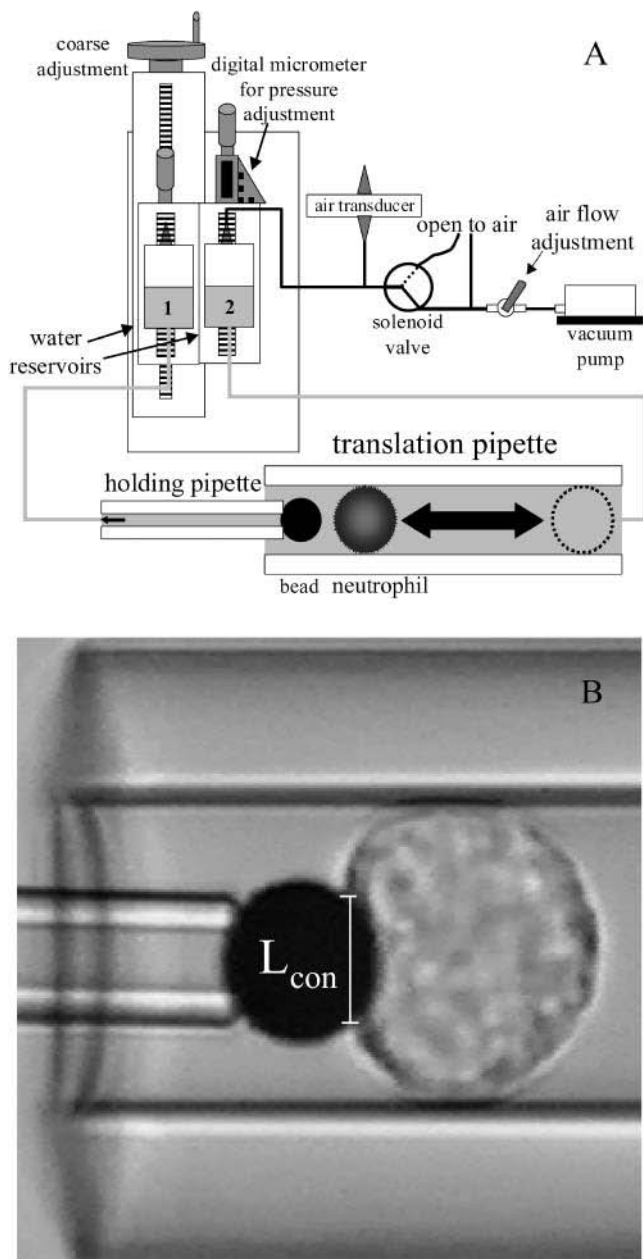 A
coarse
adjustment
digital micrometer
for pressure
adjustment
air transducer
open to air
air flow
adjustment
solenoid
valve
vacuum
pump
1
2
water
reservoirs
translation pipette
holding pipette
bead
neutrophil
B
Lcon